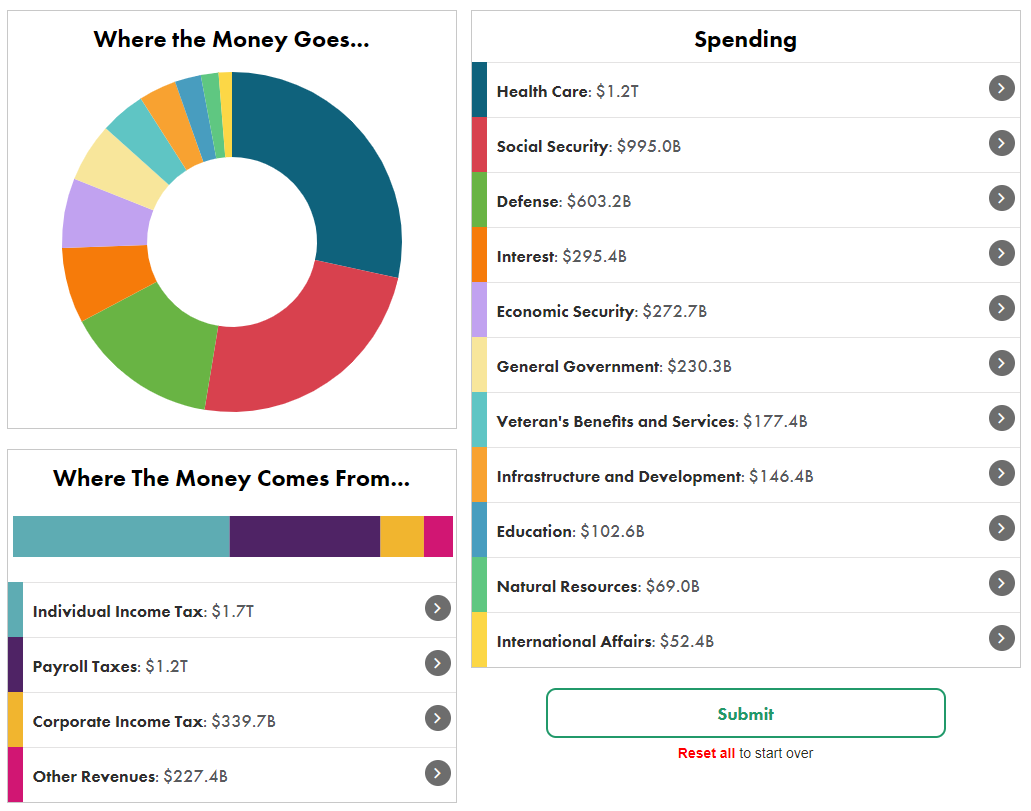 Where the Money Goes...
Where The Money Comes From...
Individual Income Tax: $1.7T
Payroll Taxes: $1.2T
Corporate Income Tax: $339.7B
Other Revenues: $227.4B
Spending
Health Care: $1.2T
Social Security: $995.0B
Defense: $603.2B
Interest: $295.4B
Economic Security: $272.7B
General Government: $230.3B
Veteran's Benefits and Services: $177.4B
Infrastructure and Development: $146.4B
Education: $102.6B
Natural Resources: $69.0B
International Affairs: $52.4B
Submit
Reset all to start over